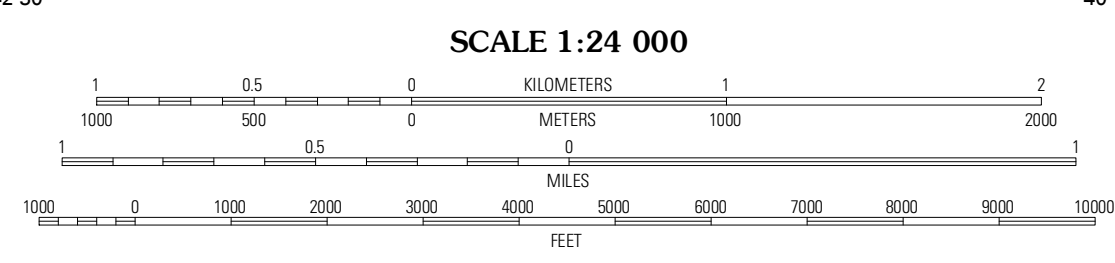 SCALE 1:24 000
1 0.5 0 KILOMETERS 1 2
1000 500 0 METERS 1000 2000
1 0.5 0 1
MILES
1000 0 1000 2000 3000 4000 5000 6000 7000 8000 9000 10000
FEET